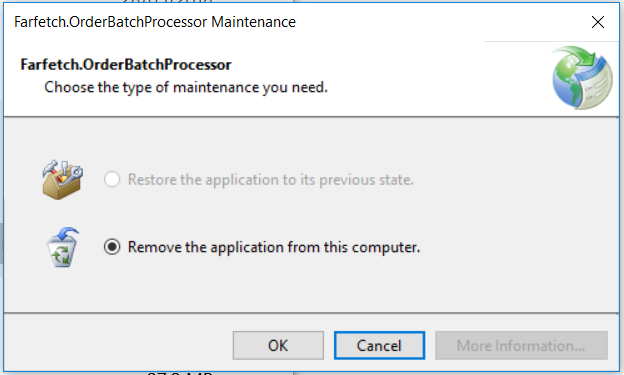 Farfetch.OrderBatchProcessor Maintenance
Farfetch.OrderBatchProcessor
Choose the type of maintenance you need.
Restore the application to its previous state.
Remove the application from this computer.
OK
Cancel
More Information...